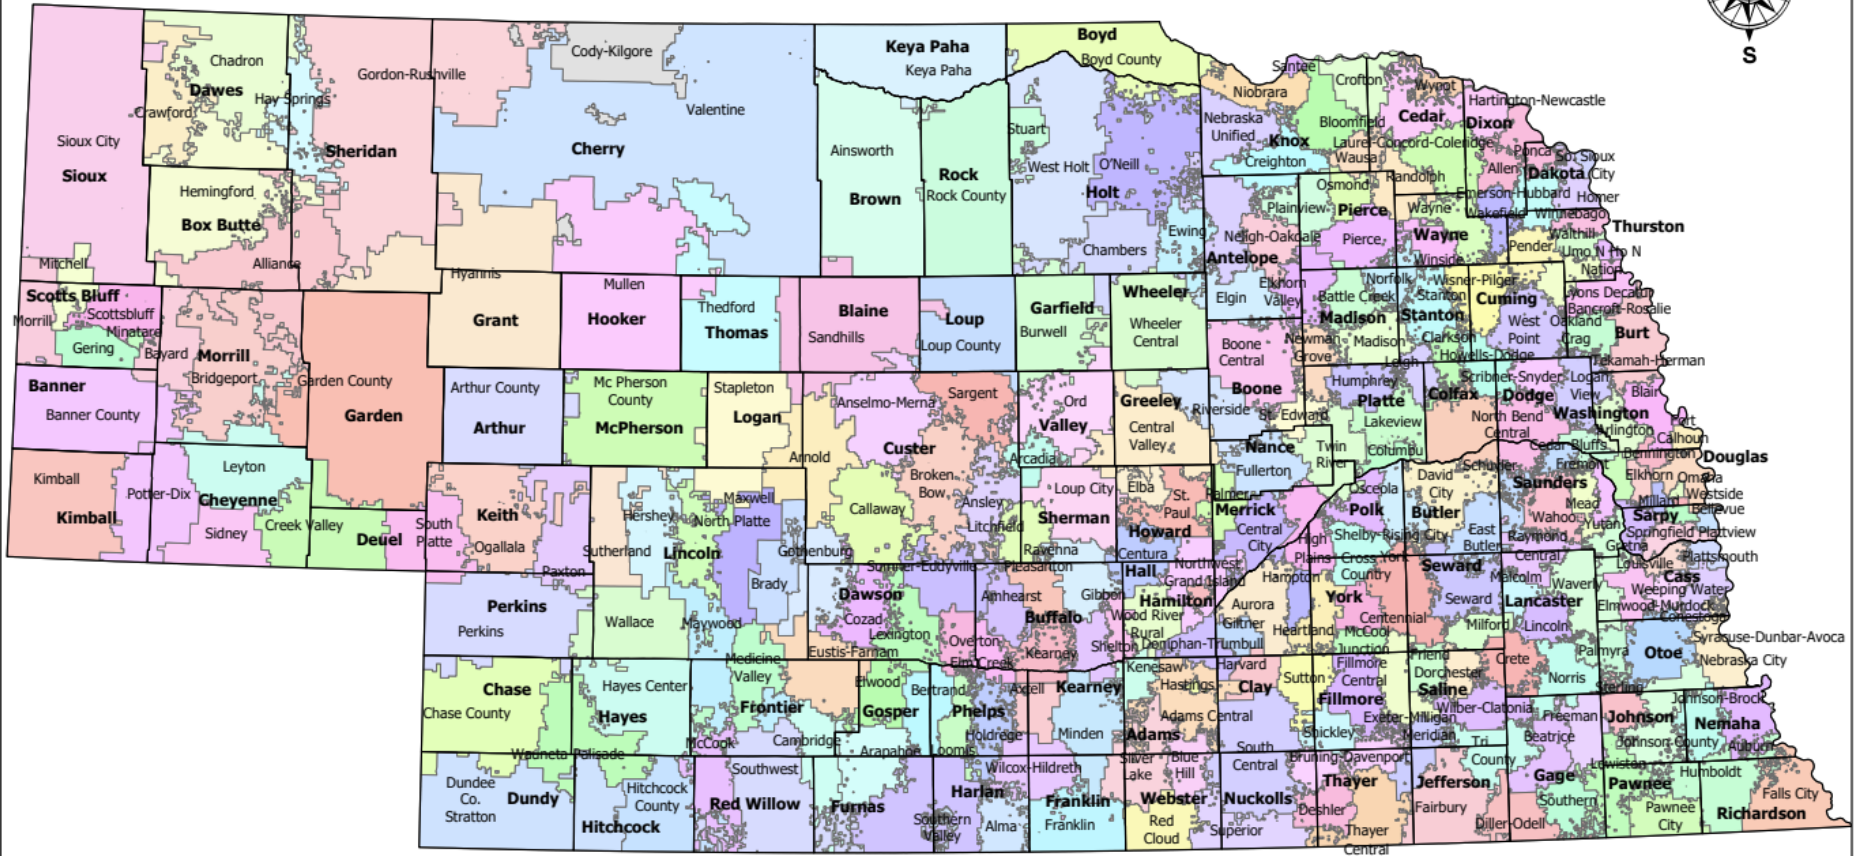 S
Chadron
Dawes
Crawford
Hay Springs
Gordon-Rushville
Cody-Kilgore
Valentine
Keya Paha
Keya Paha
Boyd
Boyd County
Sioux City
Sioux
Sheridan
Cherry
Ainsworth
Brown
Rock
Rock County
Hemingford
Box Butte
Alliance
Mitchell
Stuart
West Holt
O'Neill
Holt
Chambers
Ewing
Santee
Niobrara
Crofton
Wynot
Nebraska
Unified
Knox
Bloomfield
Creighton
Cedar
Hartington-Newcastle
Dixon
Laurel-Concord-Coleridge
Wausa
Randolph
Allen
Ponca
So. Sioux
City
Dakota
Homer
Emerson-Hubbard
Osmond
Plainview
Pierce
Pierce
Wayne
Wayne
Wakefield
Winnebago
Thurston
Walthill
Umo N Ho N
Nation
Pender
Winside
Neligh-Oakdale
Antelope
Elgin
Elkhorn
Valley
Scotts Bluff
Scottsbluff
Morrill
Minatare
Gering
Bayard
Morrill
Bridgeport
Hyannis
Grant
Mullen
Hooker
Thedford
Thomas
Blaine
Sandhills
Loup
Loup County
Garfield
Burwell
Wheeler
Wheeler
Central
Norfolk
Battle Creek
Madison
Madison
Stanton
Stanton
Wisner-Pilger
Cuming
West
Point
Lyons Decatur
Bancroft-Rosalie
Oakland
Craig
Burt
Tekamah-Herman
Clarkson
Howells-Dodge
Leigh
Newman
Grove
Boone
Central
Boone
Banner
Banner County
Garden County
Garden
Arthur County
Arthur
Mc Pherson
County
McPherson
Stapleton
Logan
Arnold
Anselmo-Merna
Sargent
Custer
Broken
Bow
Callaway
Ansley
Litchfield
Ord
Valley
Arcadia
Greeley
Central
Valley
Riverside
St. Edward
Humphrey
Platte
Lakeview
Columbu
Colfax
Scribner-Snyder
Dodge
Logan
View
Blair
Washington
Arlington
Fort
Calhoun
North Bend
Central
Cedar Bluffs
Nance
Fullerton
Twin
River
Kimball
Kimball
Potter-Dix
Leyton
Cheyenne
Sidney
Creek Valley
Deuel
South
Platte
Keith
Ogallala
Paxton
Sutherland
Hershey
Maxwell
North Platte
Lincoln
Brady
Gothenburg
Loup City
Sherman
Ravenna
Elba
St.
Paul
Howard
Centura
Palmer
Merrick
Central
City
Osceola
Polk
High
Plains
Shelby-Rising City
David
City
Butler
Schuyler
East
Butler
Fremont
Saunders
Mead
Wahoo
Yutan
Raymond
Central
Bennington
Douglas
Elkhorn
Omaha
Westside
Millard
Bellevue
Sarpy
Springfield Plattview
Gretna
Louisville
Plattsmouth
Cass
Weeping Water
Elmwood-Murdock
Conestoga
Perkins
Perkins
Wallace
Maywood
Sumner-Eddyville
Dawson
Cozad
Lexington
Overton
Eustis-Farnam
Elm Creek
Pleasanton
Amhearst
Buffalo
Kearney
Gibbon
Shelton
Hall
Northwest
Grand Island
Wood River
Rural
Doniphan-Trumbull
Hamilton
Hampton
Aurora
Giltner
Heartland
Cross
Country
York
York
McCool
Junction
Centennial
Seward
Seward
Milford
Malcolm
Waverly
Lancaster
Lincoln
Palmyra
Otoe
Syracuse-Dunbar-Avoca
Nebraska City
Chase
Chase County
Wauneta Palisade
Hayes Center
Hayes
Medicine
Valley
Frontier
McCook
Cambridge
Elwood
Gosper
Arapahoe
Bertrand
Phelps
Holdrege
Loomis
Axtell
Kearney
Minden
Kenesaw
Hastings
Adams Central
Adams
Harvard
Clay
Sutton
South
Central
Fillmore
Central
Fillmore
Exeter-Milligan
Shickley
Friend
Dorchester
Saline
Crete
Wilber-Clatonia
Meridian
Tri
County
Norris
Sterling
Freeman
Beatrice
Johnson
Johnson County
Johnson-Brock
Nemaha
Auburn
Lewiston
Dundee
Co.
Stratton
Dundy
Hitchcock
County
Hitchcock
Southwest
Red Willow
Furnas
Southern
Valley
Harlan
Alma
Wilcox-Hildreth
Franklin
Franklin
Silver
Lake
Blue
Hill
Webster
Red
Cloud
Nuckolls
Superior
Bruning-Davenport
Thayer
Deshler
Thayer
Central
Jefferson
Fairbury
Diller-Odell
Gage
Southern
Pawnee
Pawnee
City
Humboldt
Falls City
Richardson